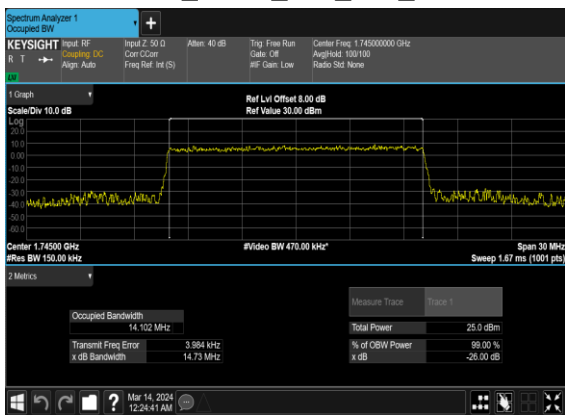 Spectrum Analyzer 1
Occupied BW
KEYSIGHT
R T
Input: RF
Coupling: DC
Align: Auto
Input Z: 50 Ω
Corr CCorr
Freq Ref: Int (S)
Atten: 40 dB
Trig: Free Run
Gate: Off
#IF Gain: Low
Center Freq: 1.745000000 GHz
Avg|Hold: 100/100
Radio Std: None
1 Graph
Scale/Div 10.0 dB
Ref Lvl Offset 8.00 dB
Ref Value 30.00 dBm
Log
20.0
10.0
0.00
-10.0
-20.0
-30.0
-40.0
-50.0
-60.0
Center 1.74500 GHz
#Res BW 150.00 kHz
#Video BW 470.00 kHz*
Span 30 MHz
Sweep 1.67 ms (1001 pts)
2 Metrics
Measure Trace
Trace 1
Occupied Bandwidth
14.102 MHz
Total Power
25.0 dBm
Transmit Freq Error
3.984 kHz
% of OBW Power
99.00 %
x dB Bandwidth
14.73 MHz
x dB
-26.00 dB
?
Mar 14, 2024
12:24:41 AM